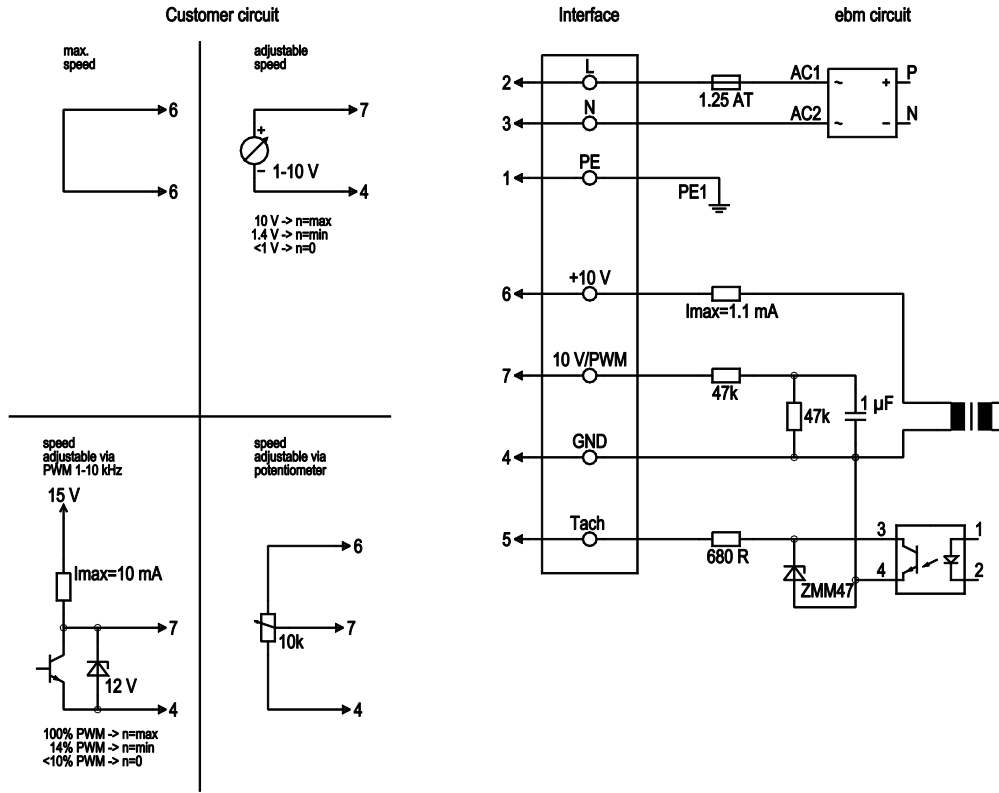 Customer circuit
Interface
ebm circuit
max.
speed
6
6
adjustable
speed
7
+
− 1-10 V
4
10 V -> n=max
1.4 V -> n=min
<1 V -> n=0
speed
adjustable via
PWM 1-10 kHz
15 V
Imax=10 mA
7
12 V
4
100% PWM -> n=max
14% PWM -> n=min
<10% PWM -> n=0
speed
adjustable via
potentiometer
6
7
10k
4
2
L
1.25 AT
AC1
~
+
P
3
N
AC2
~
−
N
1
PE
PE1
6
+10 V
Imax=1.1 mA
7
10 V/PWM
47k
47k
1 µF
4
GND
5
Tach
680 R
ZMM47
3
4
1
2